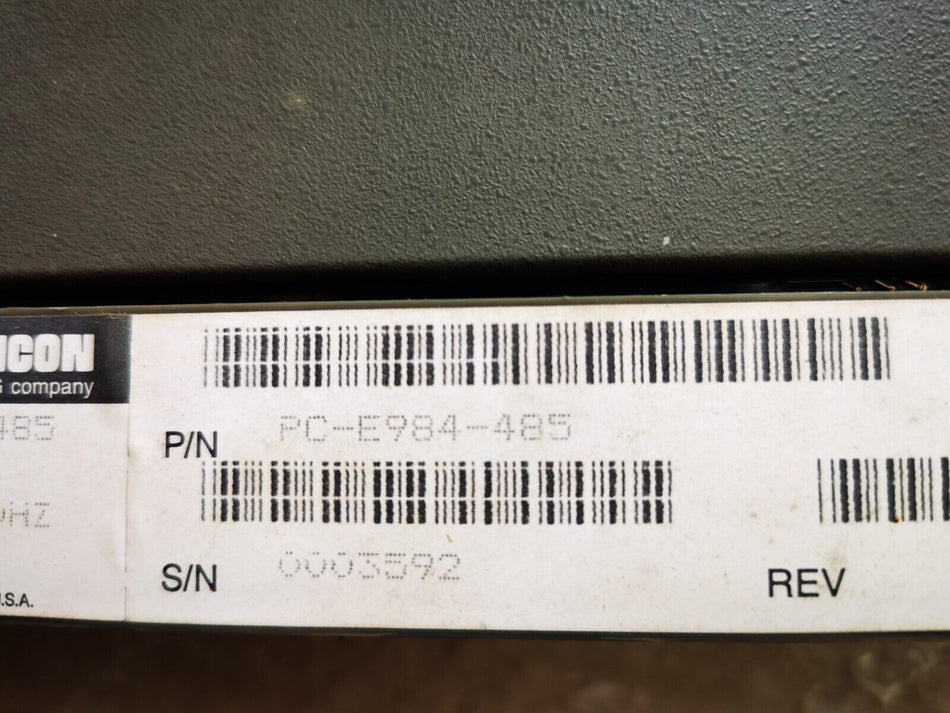 ICON
G company
485
HZ
U.S.A.
P/N PC-E984-485
S/N 0003592
REV